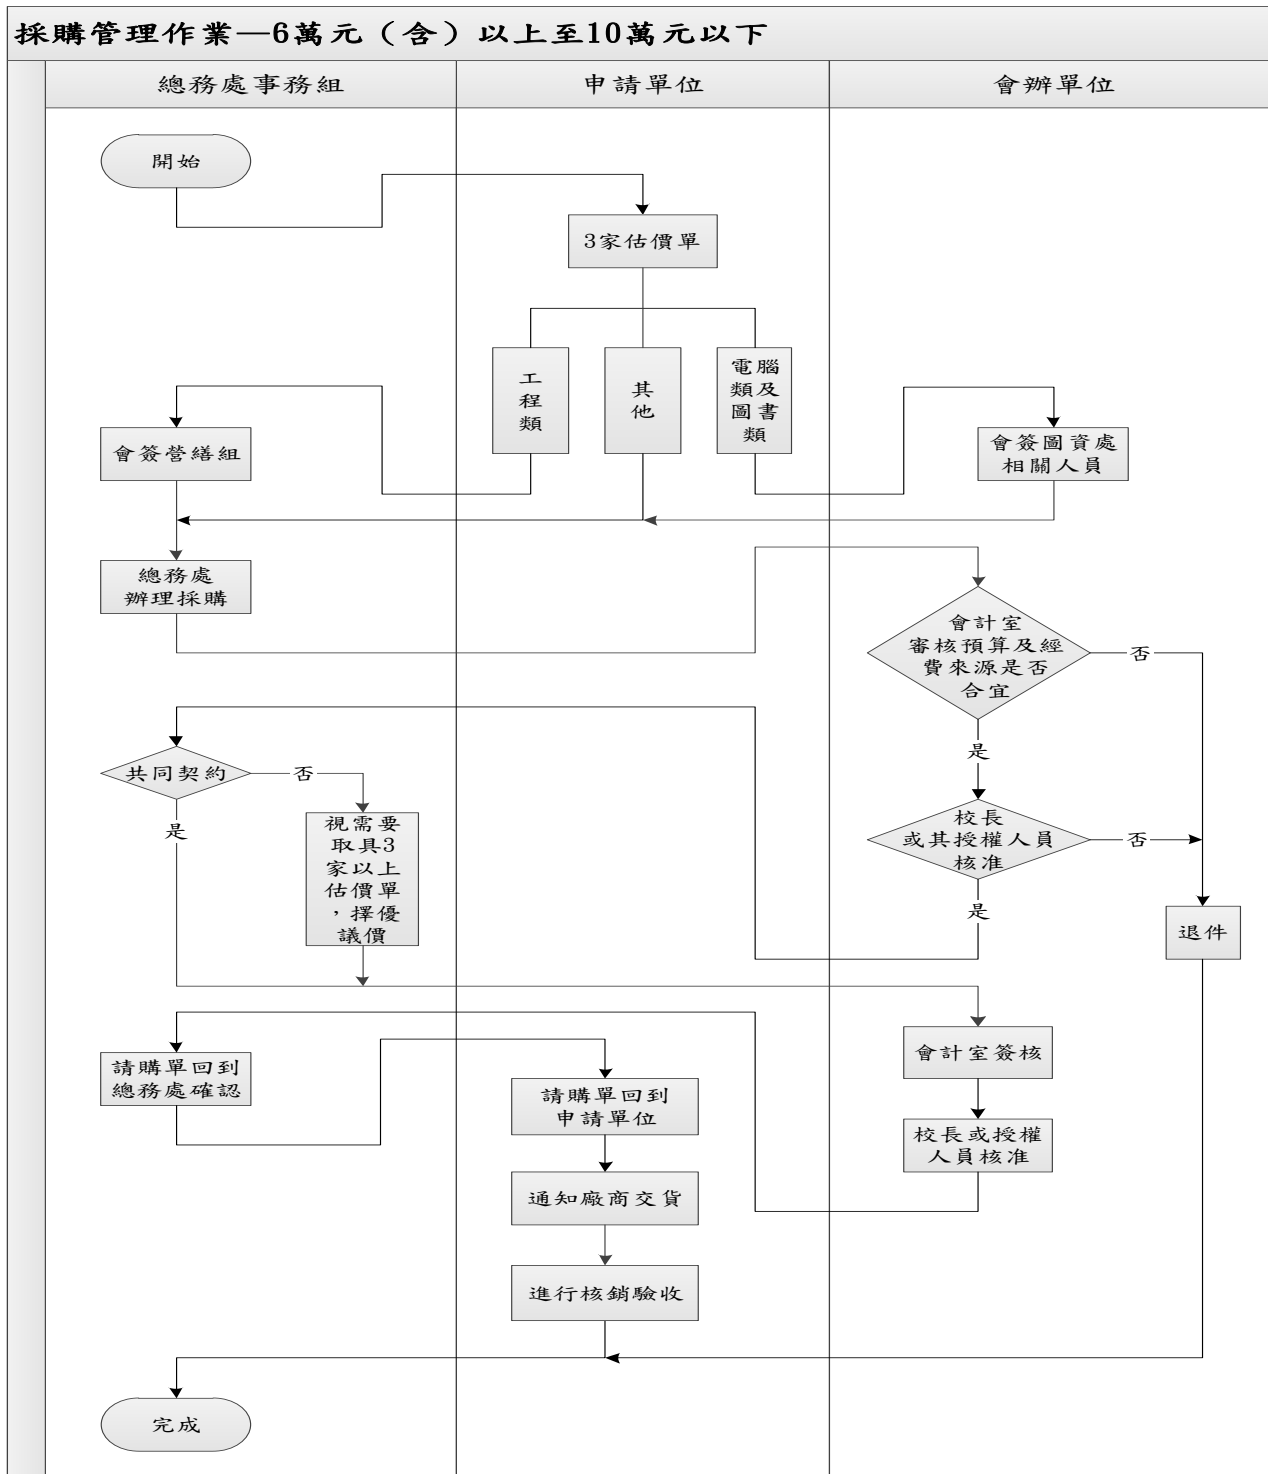 採購管理作業—6萬元（含）以上至10萬元以下
總務處事務組
申請單位
會辦單位
開始
3家估價單
工
程
類
其
他
電腦
類及
圖書
類
會簽營繕組
會簽圖資處
相關人員
總務處
辦理採購
會計室
審核預算及經
費來源是否
合宜
否
是
共同契約
否
是
視需要
取具3
家以上
估價單
，擇優
議價
校長
或其授權人員
核准
否
是
退件
請購單回到
總務處確認
請購單回到
申請單位
會計室簽核
校長或授權
人員核准
通知廠商交貨
進行核銷驗收
完成